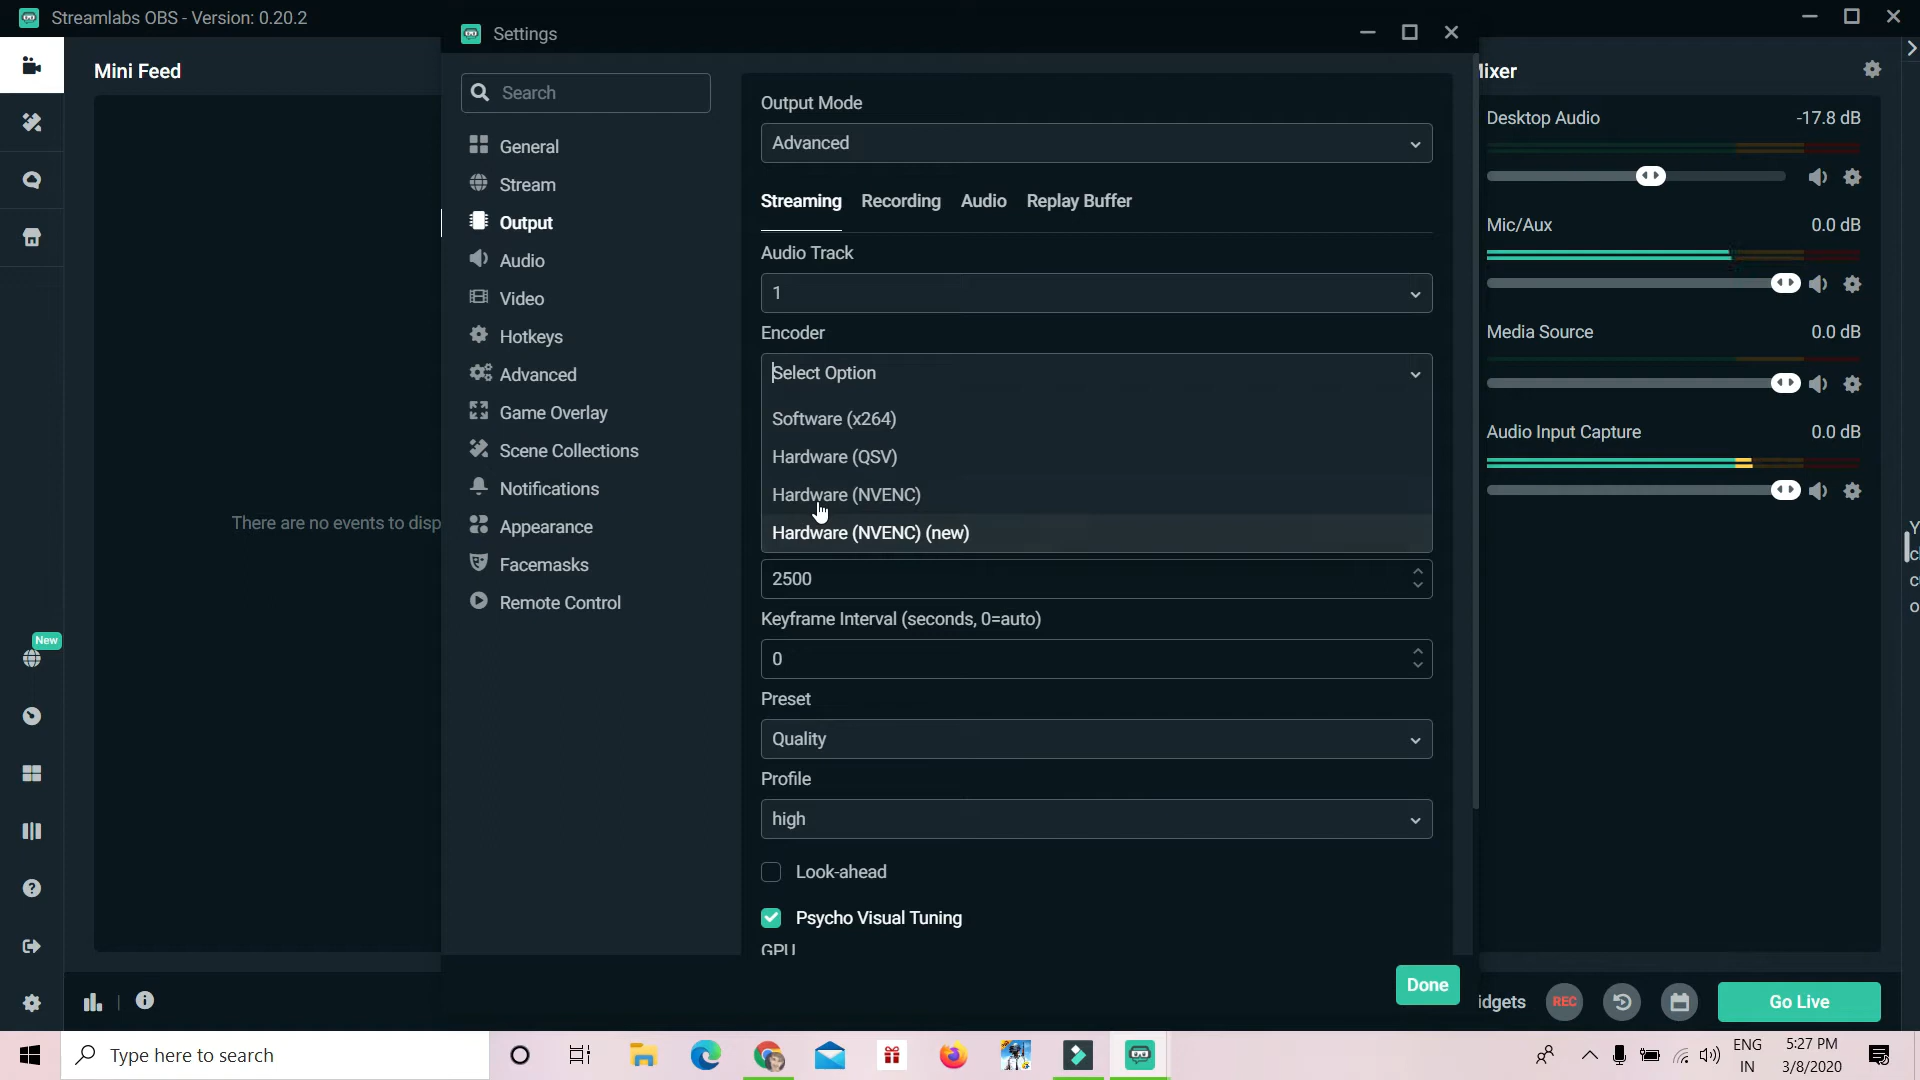 Streamlabs OBS - Version: 0.20.2
Mini Feed
There are no events to disp
Settings
Search
General
Stream
Output
Audio
Video
Hotkeys
Advanced
Game Overlay
Scene Collections
Notifications
Appearance
Facemasks
Remote Control
Output Mode
Advanced
Streaming Recording Audio Replay Buffer
Audio Track
1
Encoder
Select Option
Software (x264)
Hardware (QSV)
Hardware (NVENC)
Hardware (NVENC) (new)
2500
Keyframe Interval (seconds, 0=auto)
0
Preset
Quality
Profile
high
Look-ahead
Psycho Visual Tuning
GPU
Done
Mixer
Desktop Audio -17.8 dB
Mic/Aux 0.0 dB
Media Source 0.0 dB
Audio Input Capture 0.0 dB
New
idgets
REC
Go Live
Type here to search
ENG
IN
5:27 PM
3/8/2020